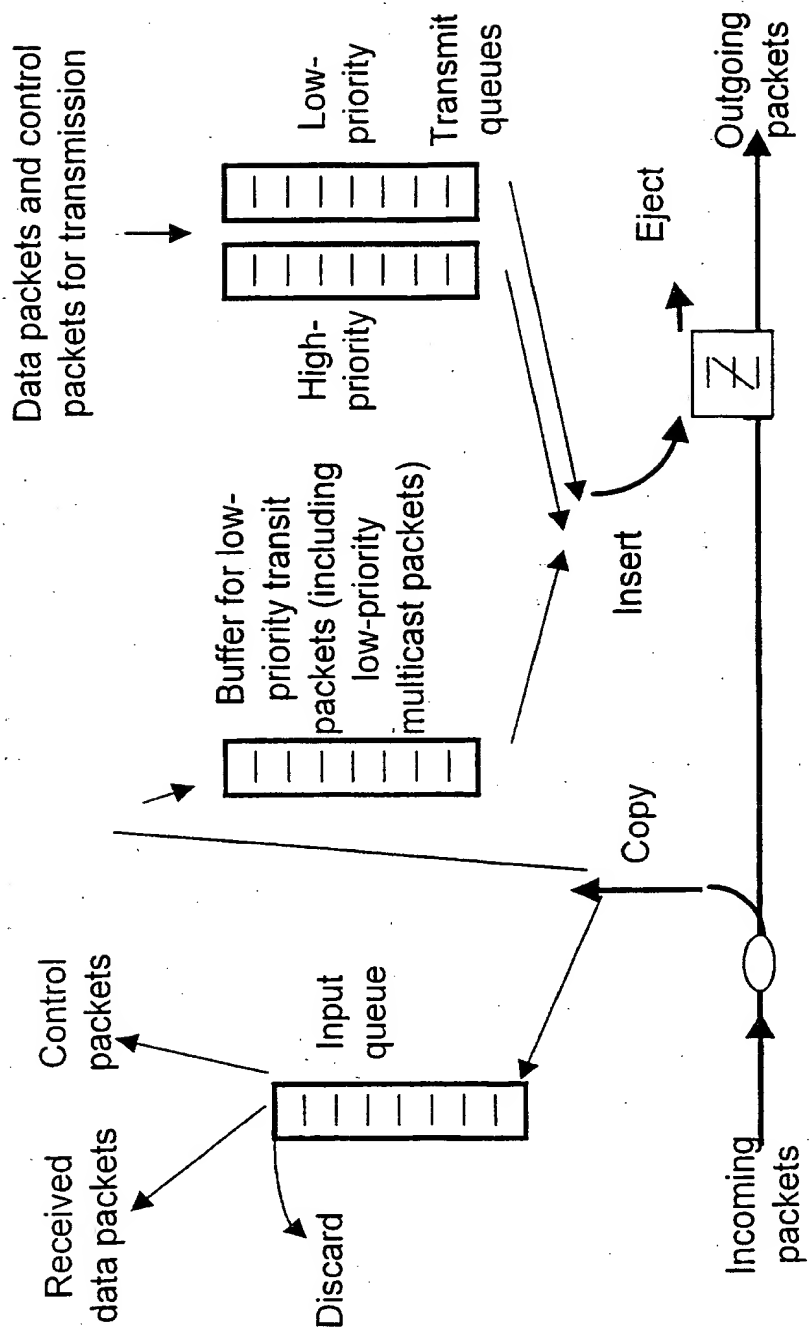 Received
data packets
Control
packets
Data packets and control
packets for transmission
Discard
Input
queue
Buffer for low-
priority transit
packets (including
low-priority
multicast packets)
High-
priority
Low-
priority
Transmit
queues
Copy
Insert
Eject
Incoming
packets
Outgoing
packets